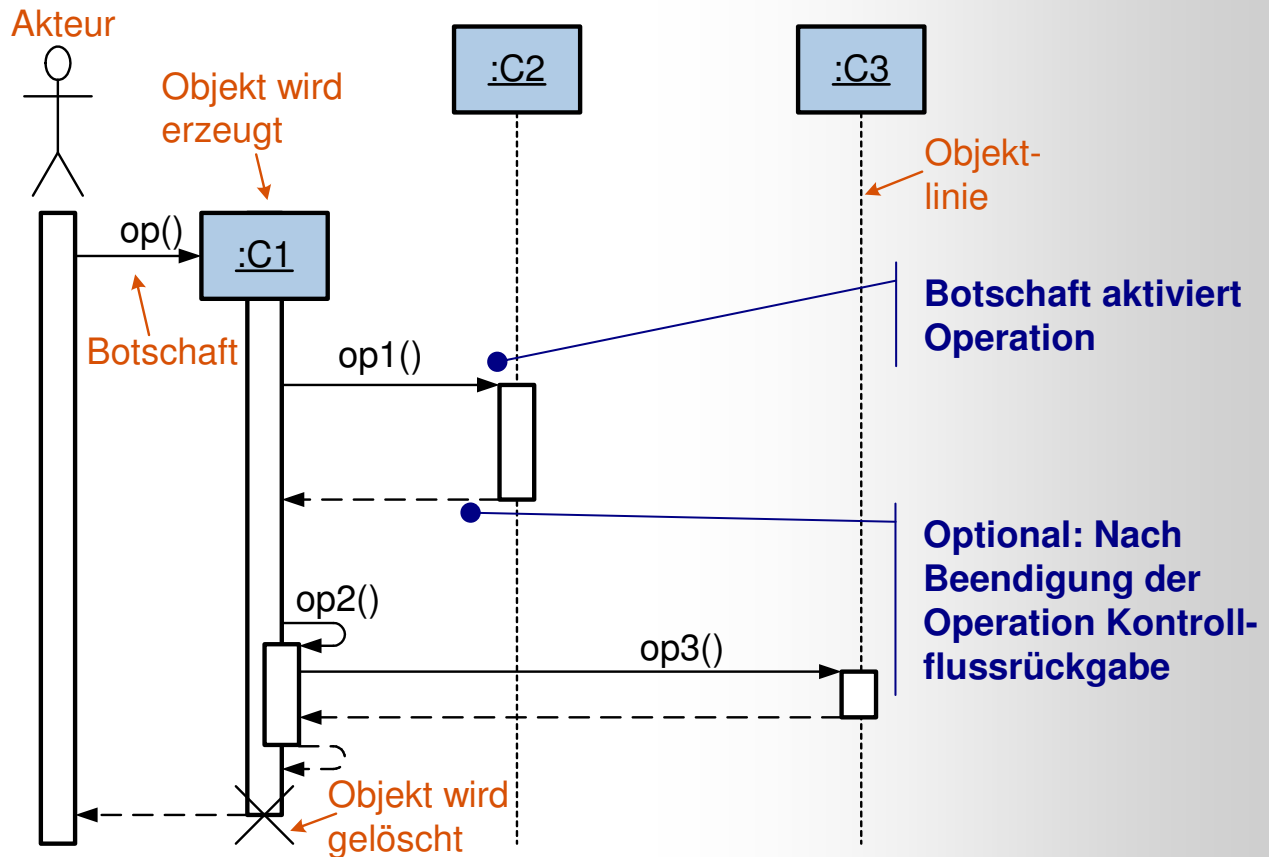 Akteur
:C2
:C3
Objekt wird
erzeugt
Objekt-
linie
op()
:C1
Botschaft
Botschaft aktiviert
Operation
op1()
Optional: Nach
Beendigung der
Operation Kontroll-
flussrückgabe
op2()
op3()
Objekt wird
gelöscht